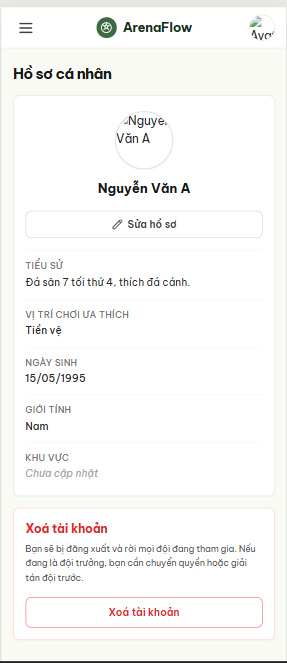 ArenaFlow
Hồ sơ cá nhân
Nguyễn
Văn A
Nguyễn Văn A
Sửa hồ sơ
TIỂU SỬ
Đá sân 7 tối thứ 4, thích đá cánh.
VỊ TRÍ CHƠI ƯA THÍCH
Tiền vệ
NGÀY SINH
15/05/1995
GIỚI TÍNH
Nam
KHU VỰC
Chưa cập nhật
Xoá tài khoản
Bạn sẽ bị đăng xuất và rời mọi đội đang tham gia. Nếu
đang là đội trưởng, bạn cần chuyển quyền hoặc giải
tán đội trước.
Xoá tài khoản